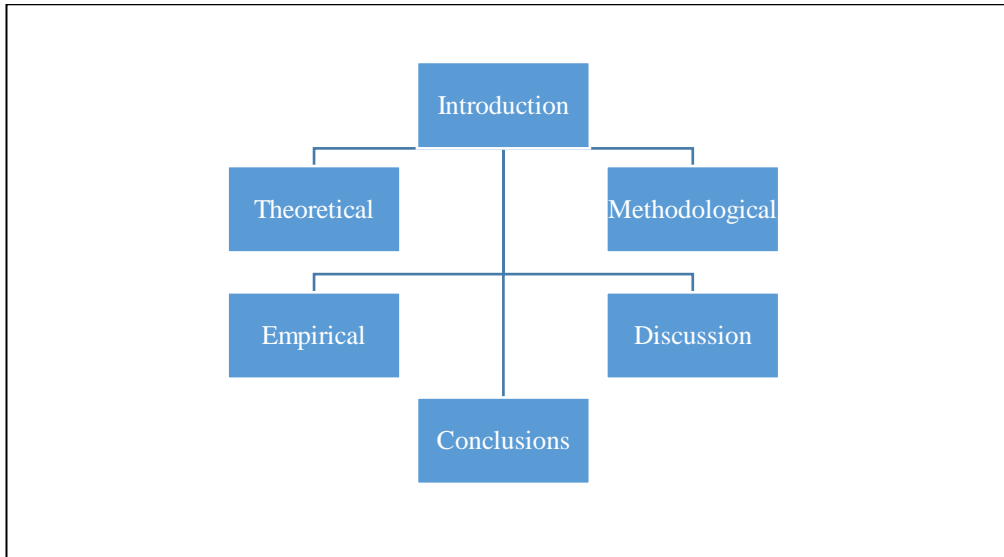 Introduction
Theoretical
Methodological
Empirical
Discussion
Conclusions